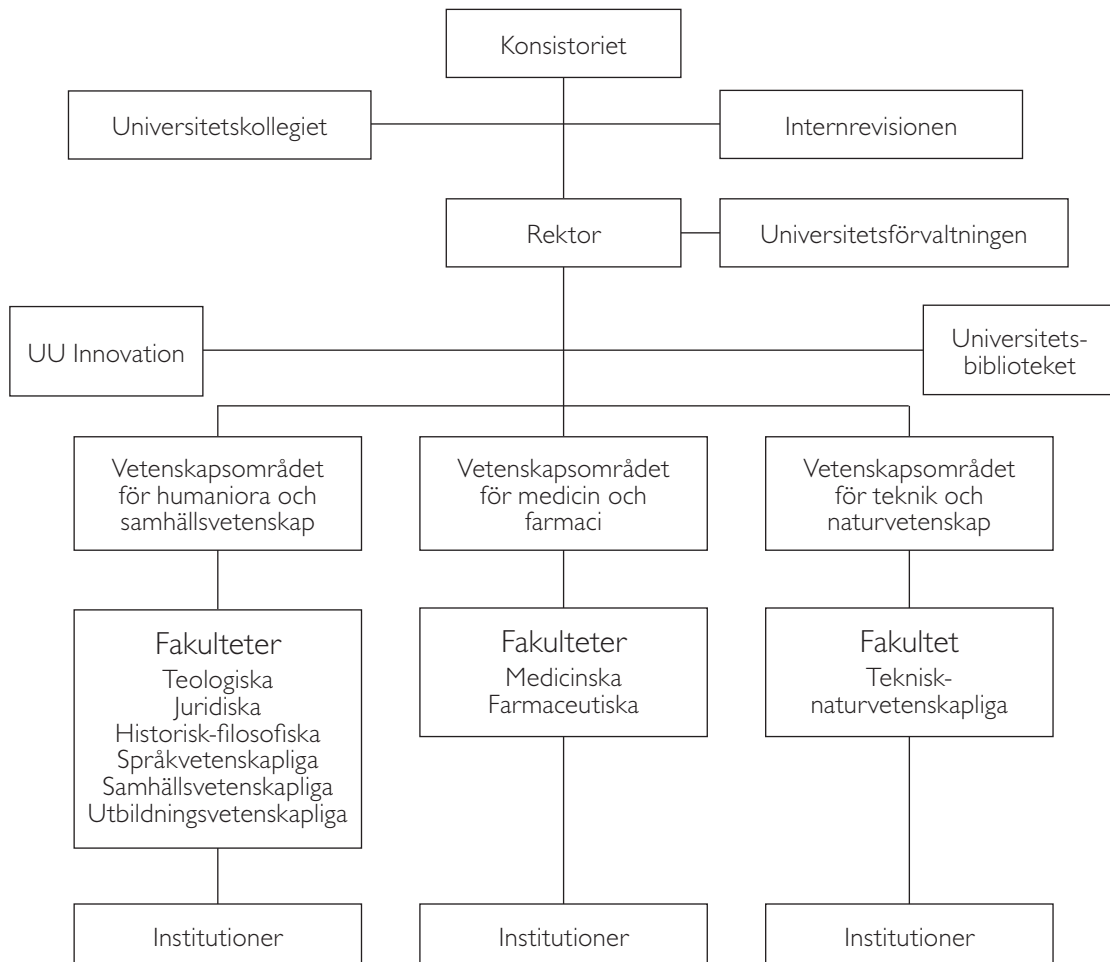 Konsistoriet
Universitetskollegiet
Internrevisionen
Rektor
Universitetsförvaltningen
UU Innovation
Universitets-
biblioteket
Vetenskapsområdet
för humaniora och
samhällsvetenskap
Vetenskapsområdet
för medicin och
farmaci
Vetenskapsområdet
för teknik och
naturvetenskap
Fakulteter
Teologiska
Juridiska
Historisk-filosofiska
Språkvetenskapliga
Samhällsvetenskapliga
Utbildningsvetenskapliga
Fakulteter
Medicinska
Farmaceutiska
Fakultet
Teknisk-
naturvetenskapliga
Institutioner
Institutioner
Institutioner